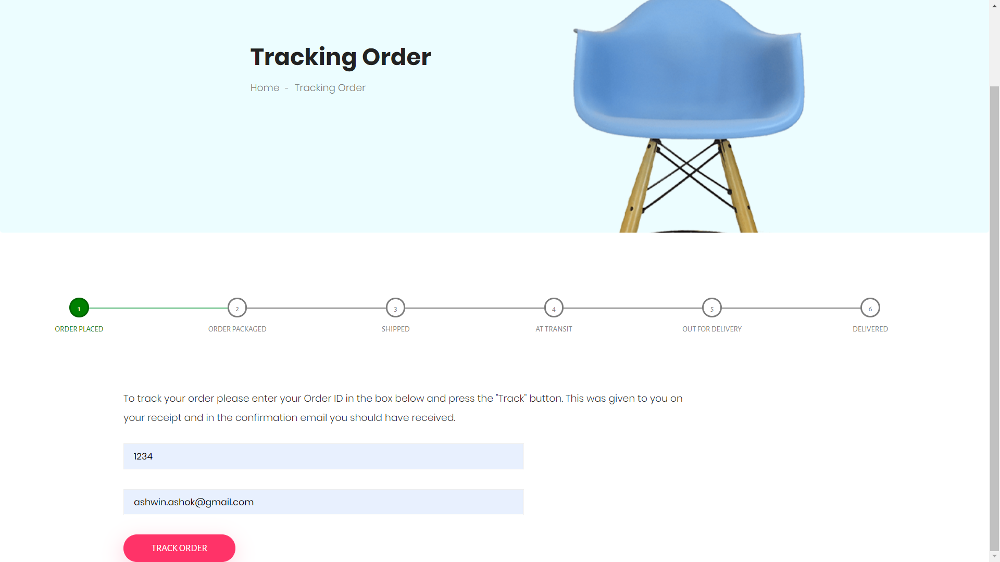 Tracking Order
Home - Tracking Order
1
2
3
4
5
6
ORDER PLACED
ORDER PACKAGED
SHIPPED
AT TRANSIT
OUT FOR DELIVERY
DELIVERED
To track your order please enter your Order ID in the box below and press the "Track" button. This was given to you on
your receipt and in the confirmation email you should have received.
1234
ashwin.ashok@gmail.com
TRACK ORDER